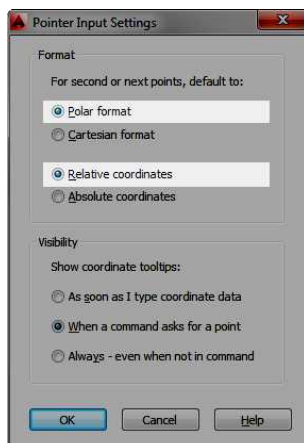 Pointer Input Settings
Format
For second or next points, default to:
Polar format
Cartesian format
Relative coordinates
Absolute coordinates
Visibility
Show coordinate tooltips:
As soon as I type coordinate data
When a command asks for a point
Always - even when not in command
OK Cancel Help